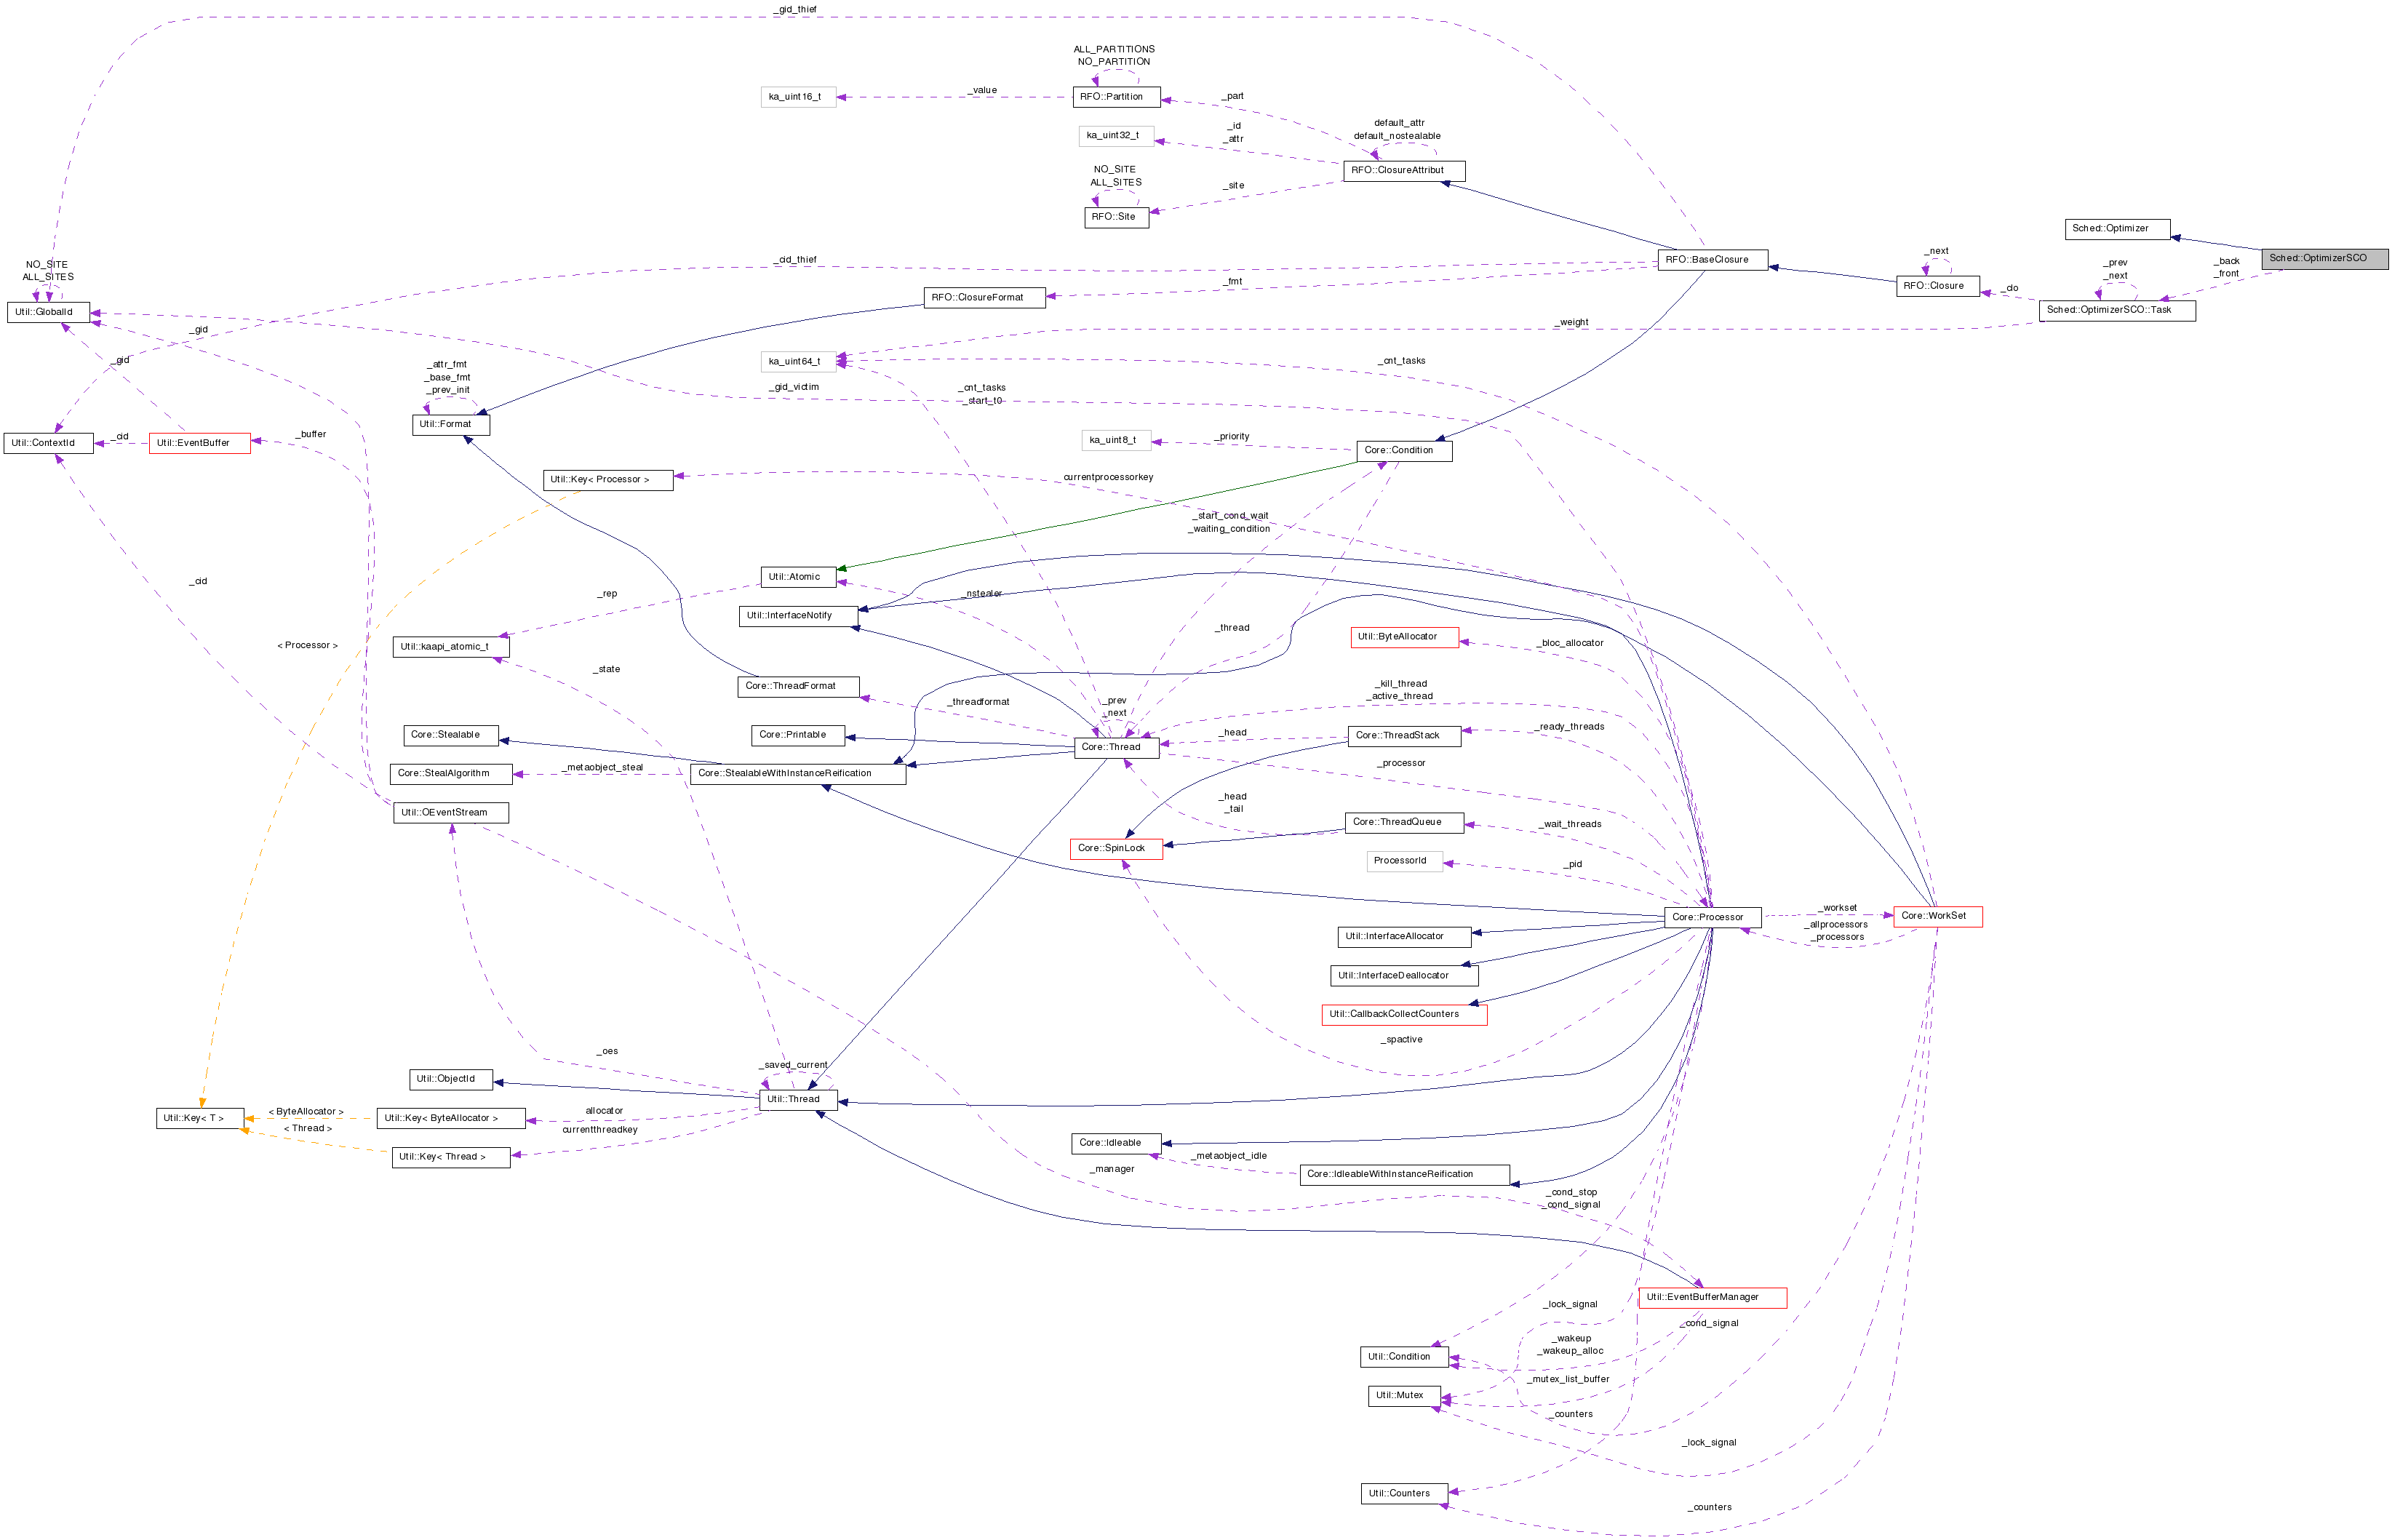 _gid_thief
ALL_PARTITIONS
NO_PARTITION
ka_uint16_t
_value
RFO::Partition
_part
ka_uint32_t
_id
_attr
default_attr
default_nostealable
RFO::ClosureAttribut
NO_SITE
ALL_SITES
_site
RFO::Site
Sched::Optimizer
Sched::OptimizerSCO
RFO::BaseClosure
_cid_thief
_next
_prev
_next
_back
_front
NO_SITE
ALL_SITES
_fmt
RFO::Closure
_clo
RFO::ClosureFormat
Util::GlobalId
Sched::OptimizerSCO::Task
_gid
_weight
_gid
ka_uint64_t
_cnt_tasks
_attr_fmt
_base_fmt
_prev_init
_gid_victim
_cnt_tasks
_start_t0
Util::Format
_buffer
Util::ContextId
_cid
Util::EventBuffer
ka_uint8_t
_priority
Core::Condition
Util::Key< Processor >
currentprocessorkey
_start_cond_wait
_waiting_condition
_cid
Util::Atomic
_rep
_nstealer
Util::InterfaceNotify
_thread
Util::ByteAllocator
_bloc_allocator
< Processor >
Util::kaapi_atomic_t
_state
Core::ThreadFormat
_threadformat
_kill_thread
_active_thread
_prev
_next
_ready_threads
Core::Stealable
Core::Printable
_head
Core::ThreadStack
Core::Thread
Core::StealAlgorithm
_metaobject_steal
Core::StealableWithInstanceReification
_processor
Util::OEventStream
_head
_tail
Core::ThreadQueue
_wait_threads
Core::SpinLock
ProcessorId
_pid
Core::Processor
_workset
Core::WorkSet
_allprocessors
_processors
Util::InterfaceAllocator
Util::InterfaceDeallocator
Util::CallbackCollectCounters
_spactive
_oes
_saved_current
Util::ObjectId
Util::Thread
Util::Key< T >
< ByteAllocator >
Util::Key< ByteAllocator >
allocator
< Thread >
currentthreadkey
Util::Key< Thread >
Core::Idleable
_metaobject_idle
_manager
Core::IdleableWithInstanceReification
_cond_stop
_cond_signal
Util::EventBufferManager
_lock_signal
_cond_signal
_wakeup
_wakeup_alloc
Util::Condition
_mutex_list_buffer
Util::Mutex
_counters
_lock_signal
Util::Counters
_counters